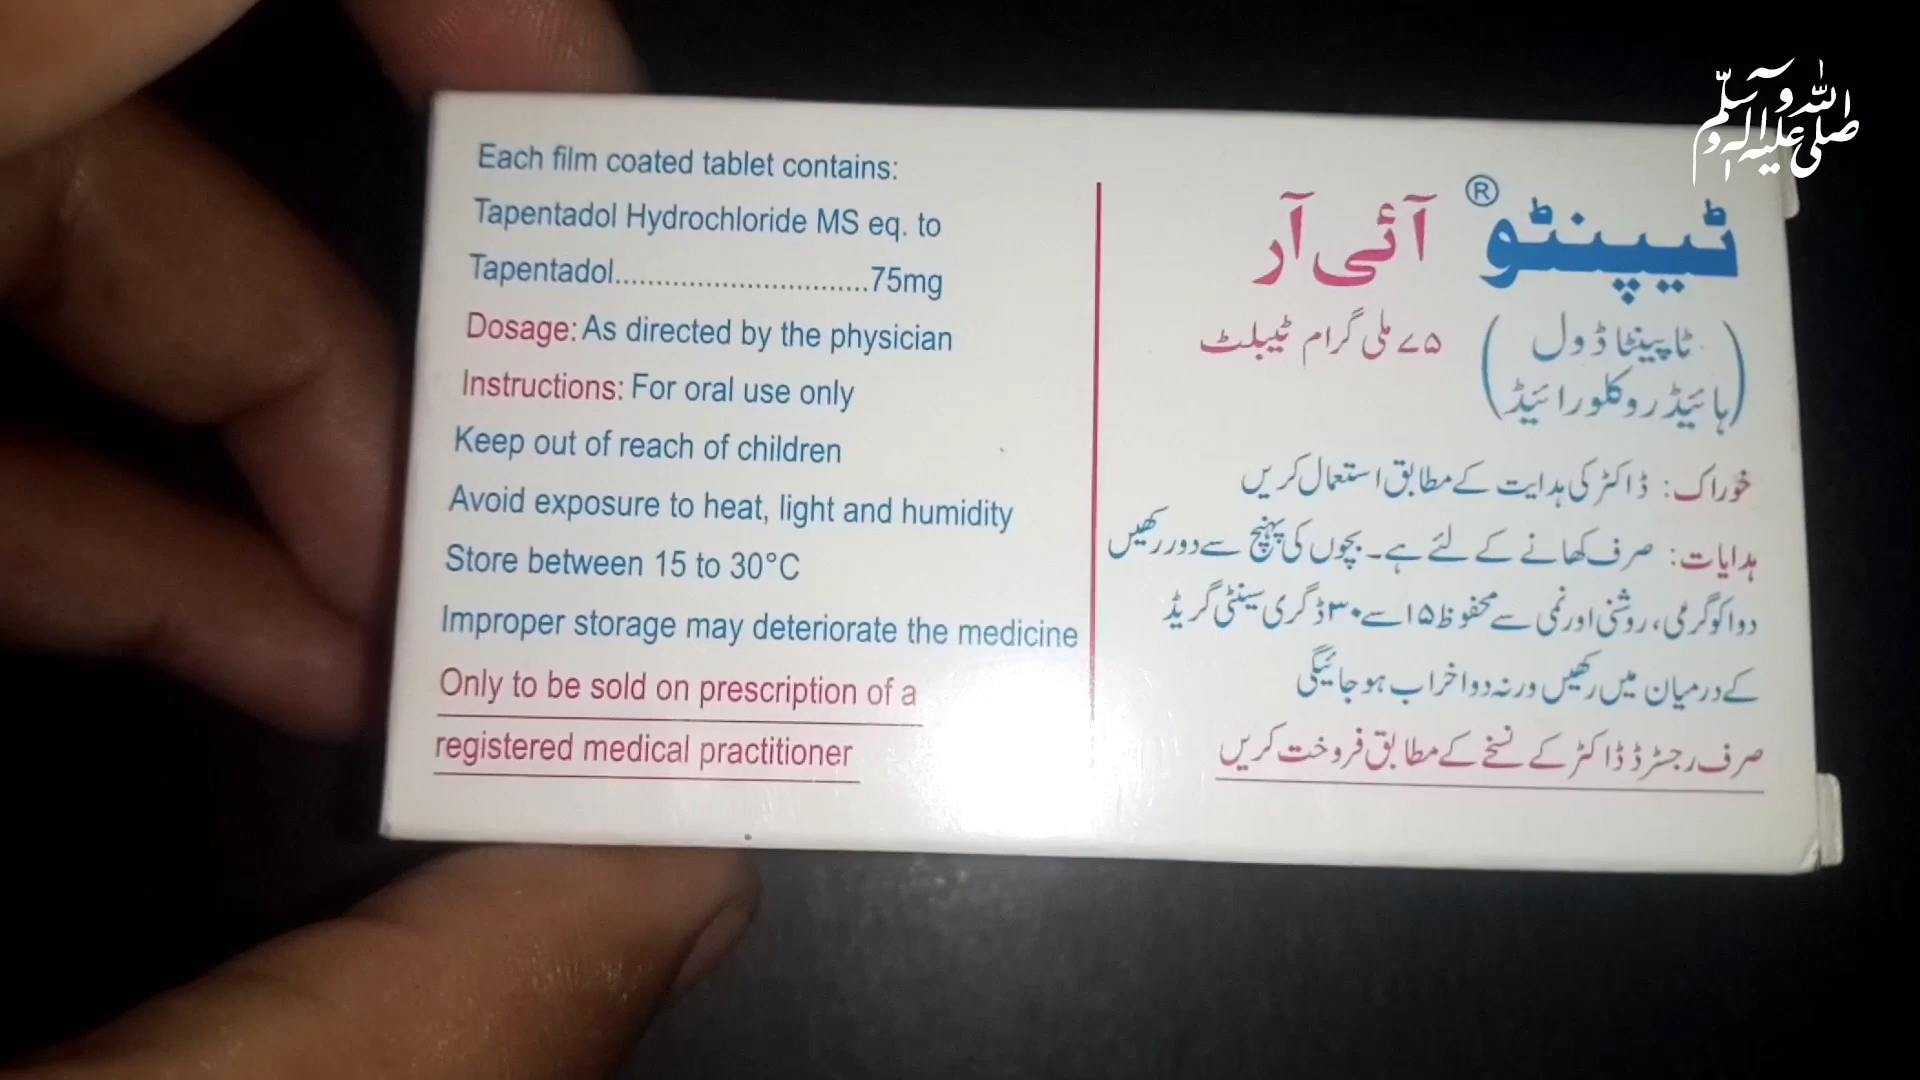 Each film coated tablet contains:
Tapentadol Hydrochloride MS eq. to
Tapentadol...............................75mg
Dosage: As directed by the physician
Instructions: For oral use only
Keep out of reach of children
Avoid exposure to heat, light and humidity
Store between 15 to 30°C
Improper storage may deteriorate the medicine
Only to be sold on prescription of a
registered medical practitioner
صلی اللہ علیہ وآلہ وسلم
ٹیپنٹو® آئی آر
(ٹاپینٹاڈول ہائیڈروکلورائیڈ) ۷۵ ملی گرام ٹیبلٹ
خوراک: ڈاکٹر کی ہدایت کے مطابق استعمال کریں
ہدایات: صرف کھانے کے لئے ہے۔ بچوں کی پہنچ سے دور رکھیں
دوا کو گرمی، روشنی اور نمی سے محفوظ ۱۵ سے ۳۰ ڈگری سینٹی گریڈ
کے درمیان میں رکھیں ورنہ دوا خراب ہو جائیگی
صرف رجسٹرڈ ڈاکٹر کے نسخے کے مطابق فروخت کریں